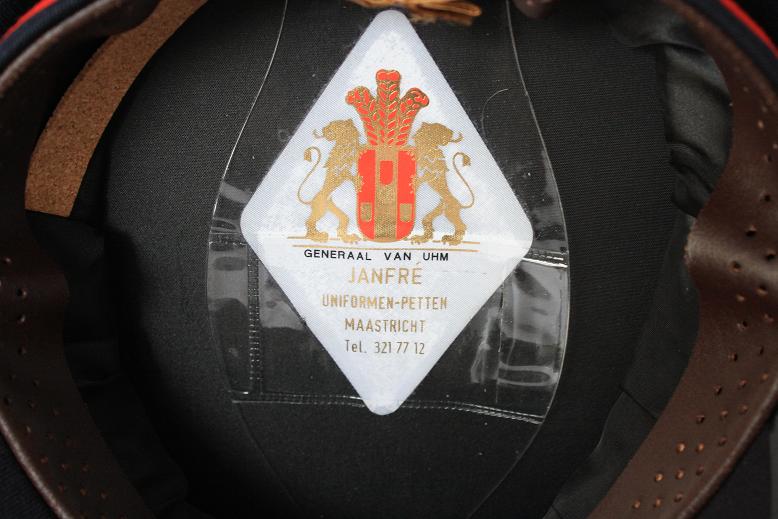 GENERAAL VAN UHM
JANFRÉ
UNIFORMEN-PETTEN
MAASTRICHT
Tel. 321 77 12